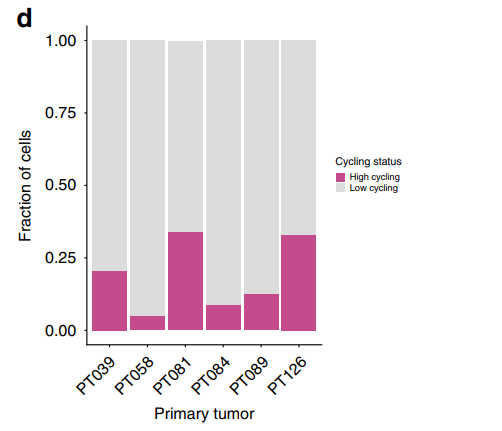 d
1.00
0.75
0.50
0.25
0.00
Fraction of cells
PT039
PT058
PT081
PT084
PT089
PT126
Primary tumor
Cycling status
High cycling
Low cycling